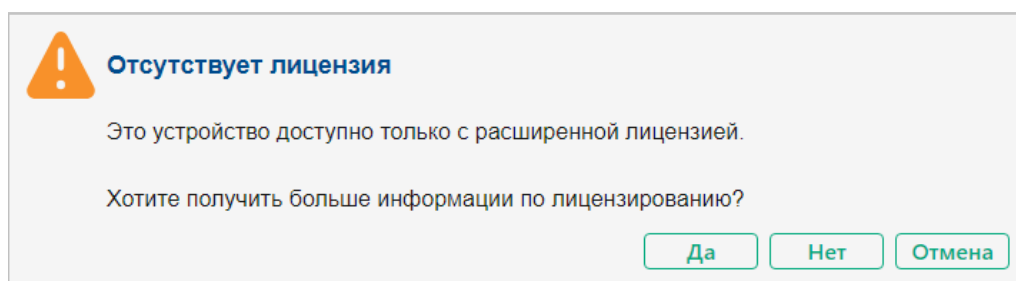 Отсутствует лицензия
Это устройство доступно только с расширенной лицензией.
Хотите получить больше информации по лицензированию?
Да Нет Отмена